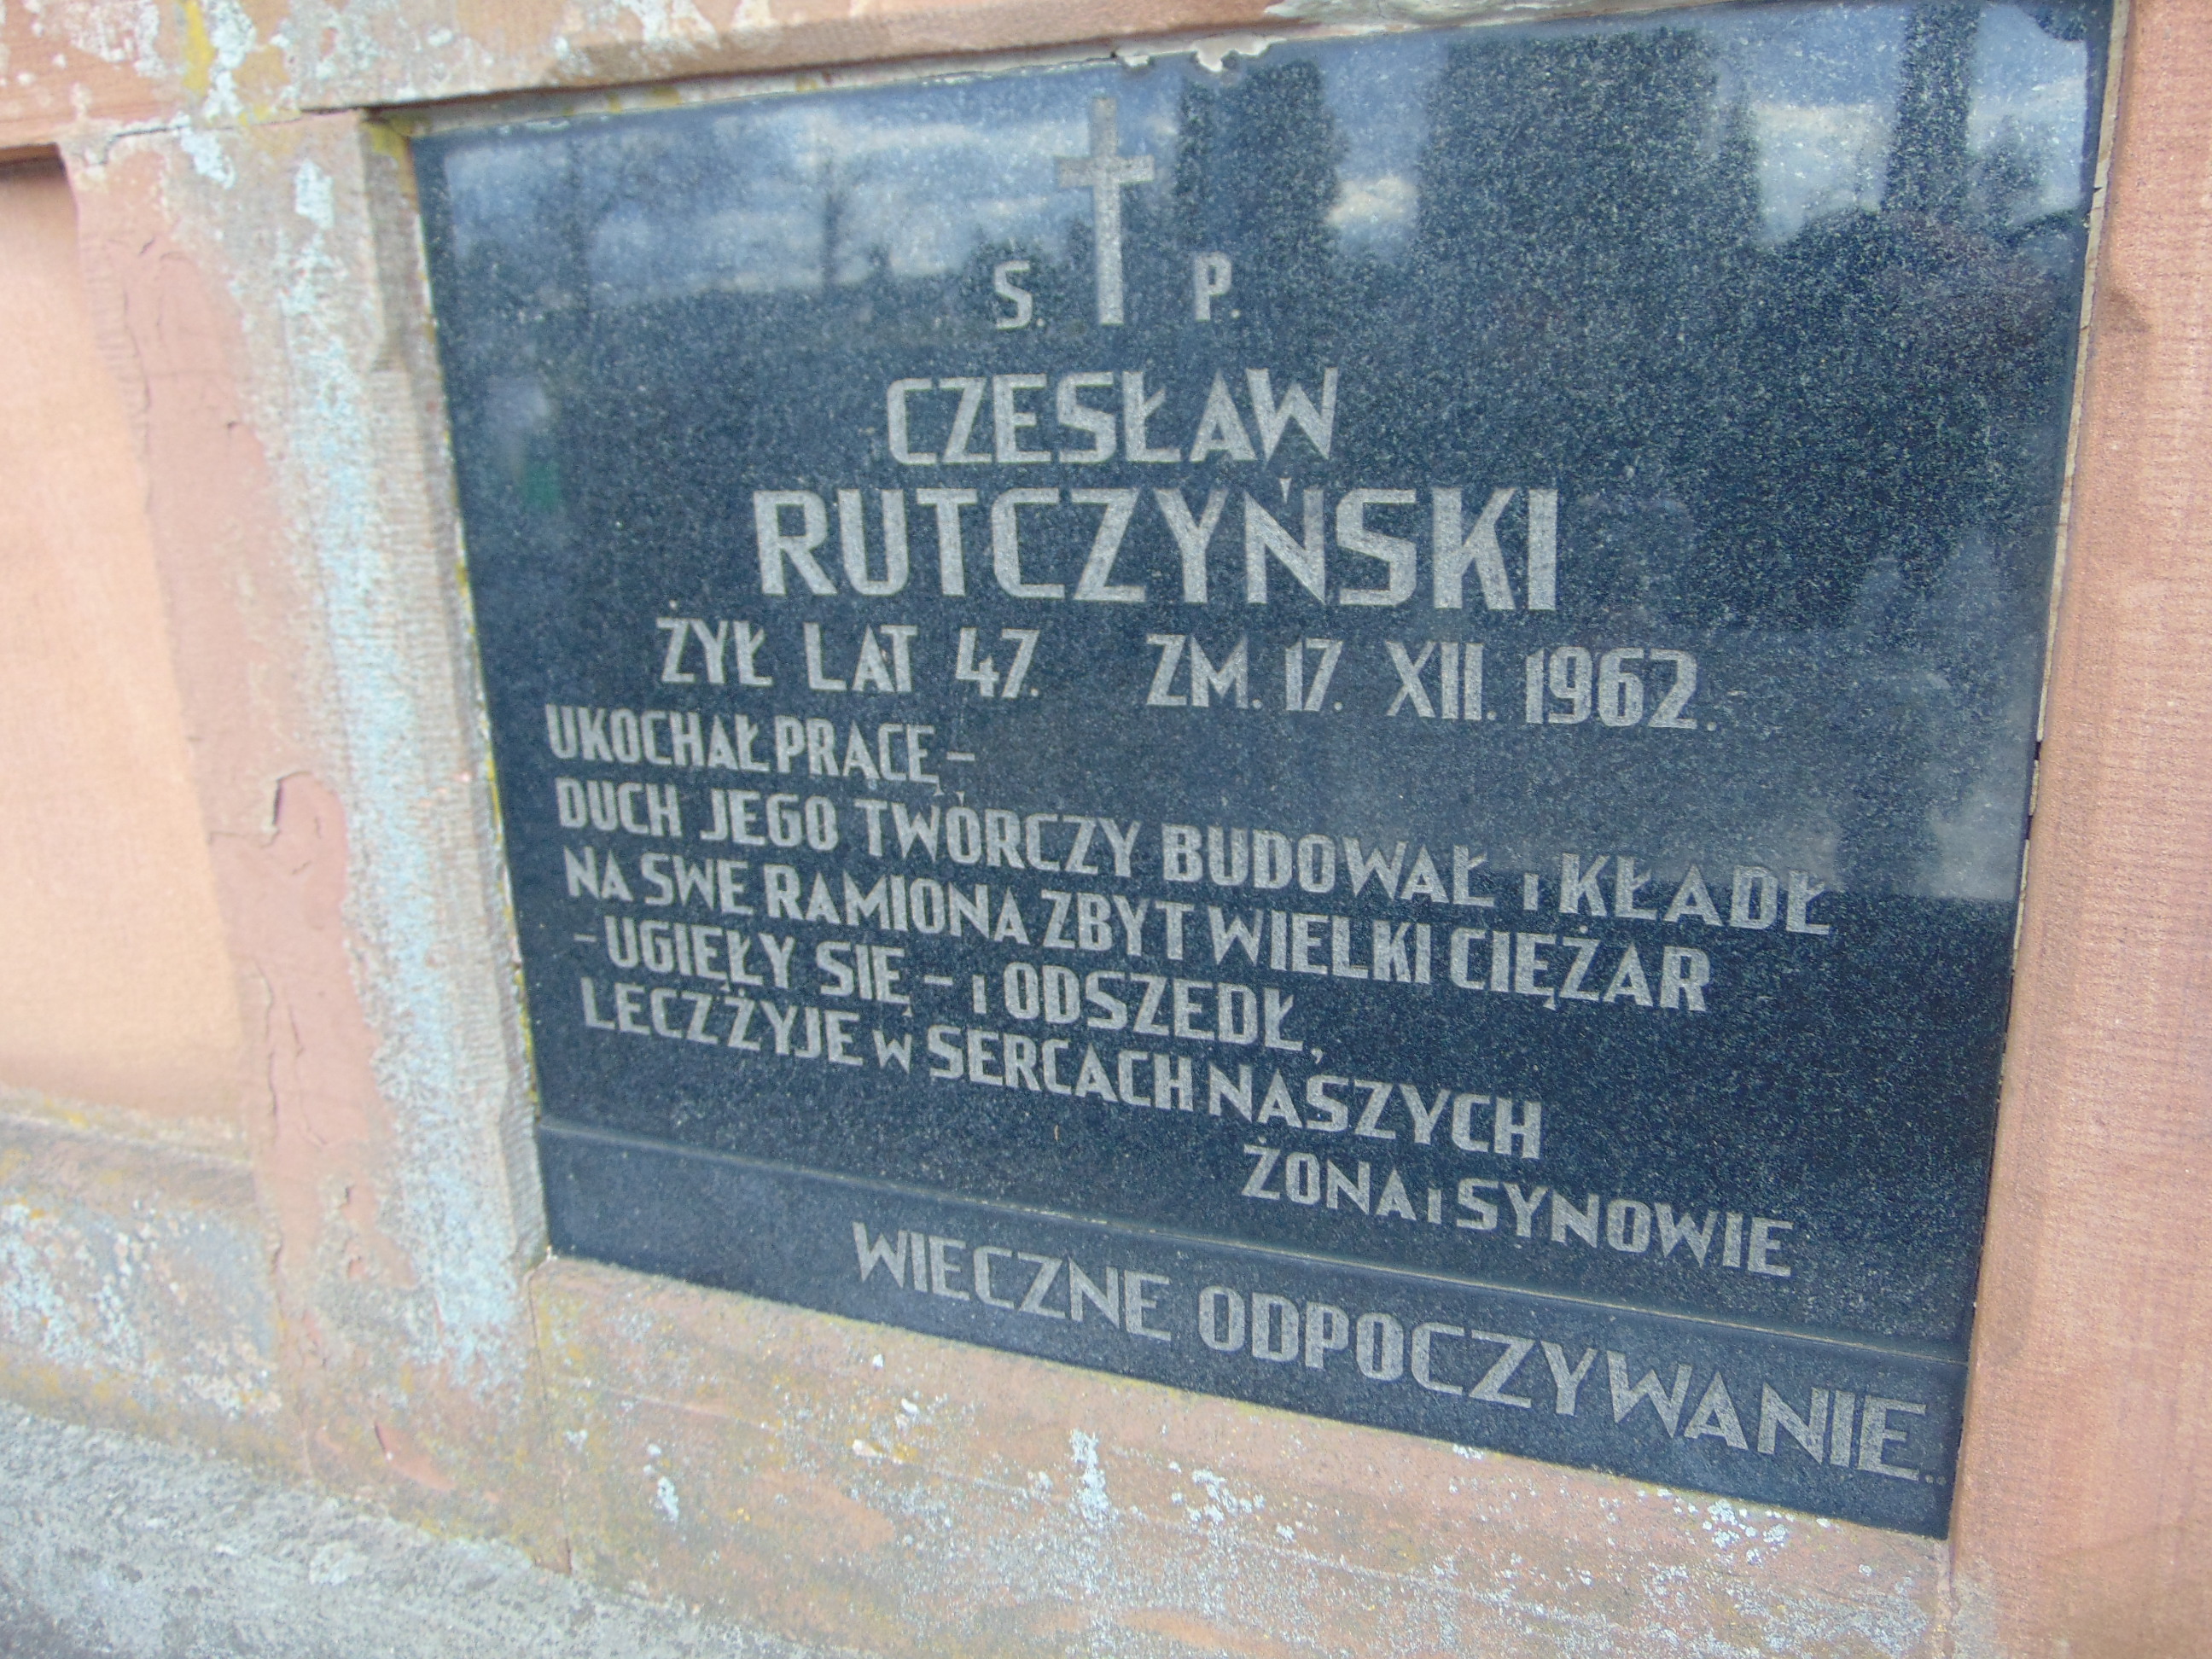 S. P.
CZESŁAW
RUTCZYŃSKI
ŻYŁ LAT 47. ZM. 17. XII. 1962.
UKOCHAŁ PRACĘ –
DUCH JEGO TWÓRCZY BUDOWAŁ i KŁADŁ
NA SWE RAMIONA ZBYT WIELKI CIĘŻAR
– UGIĘŁY SIĘ – i ODSZEDŁ,
LECZ ŻYJE w SERCACH NASZYCH
ŻONA i SYNOWIE
WIECZNE ODPOCZYWANIE..